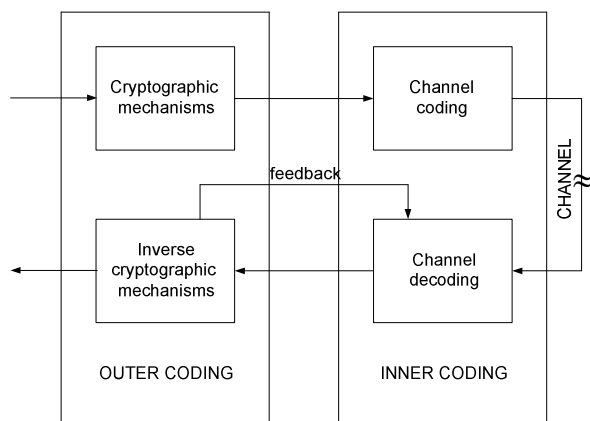 Cryptographic
mechanisms
Channel
coding
CHANNEL
feedback
Inverse
cryptographic
mechanisms
Channel
decoding
OUTER CODING
INNER CODING